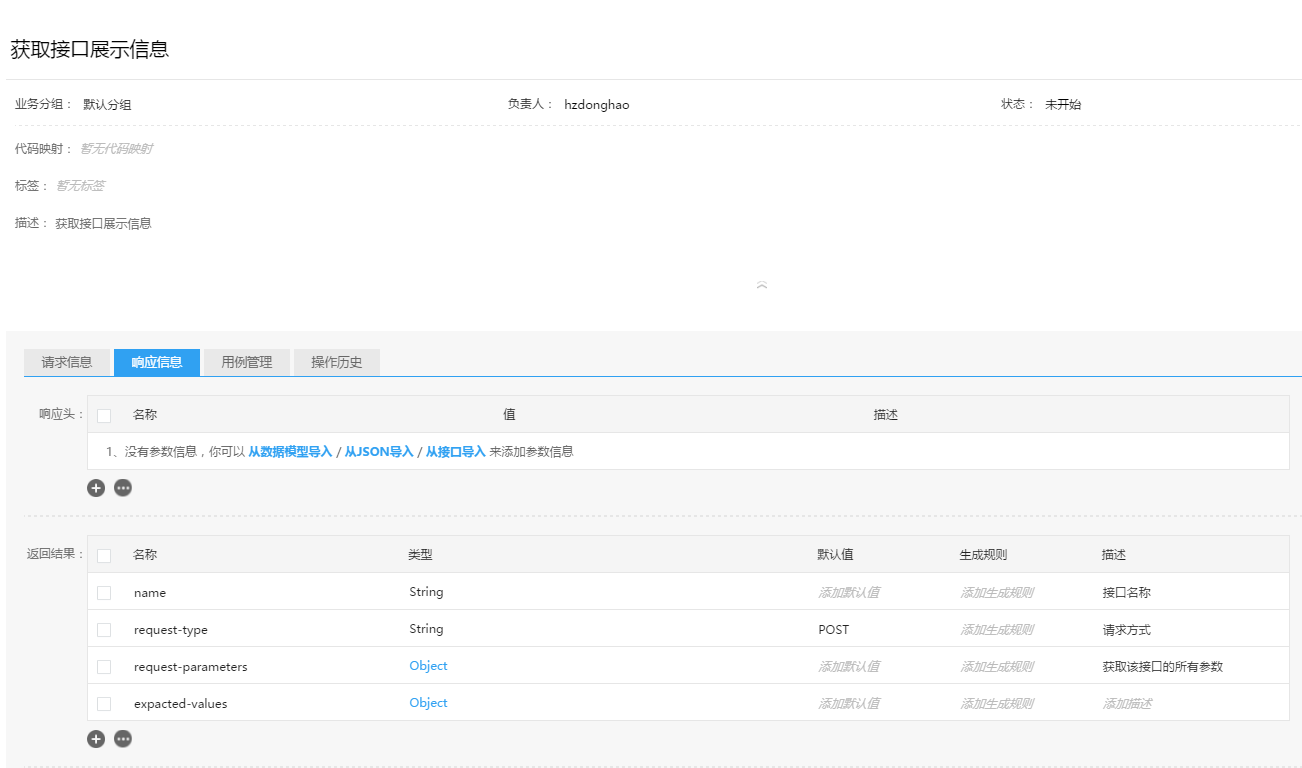 获取接口展示信息
业务分组： 默认分组 负责人： hzdonghao 状态： 未开始
代码映射： 暂无代码映射
标签： 暂无标签
描述： 获取接口展示信息
请求信息 响应信息 用例管理 操作历史
响应头： 名称 值 描述
1、没有参数信息，你可以 从数据模型导入 / 从JSON导入 / 从接口导入 来添加参数信息
返回结果： 名称 类型 默认值 生成规则 描述
name String 添加默认值 添加生成规则 接口名称
request-type String POST 添加生成规则 请求方式
request-parameters Object 添加默认值 添加生成规则 获取该接口的所有参数
expacted-values Object 添加默认值 添加生成规则 添加描述